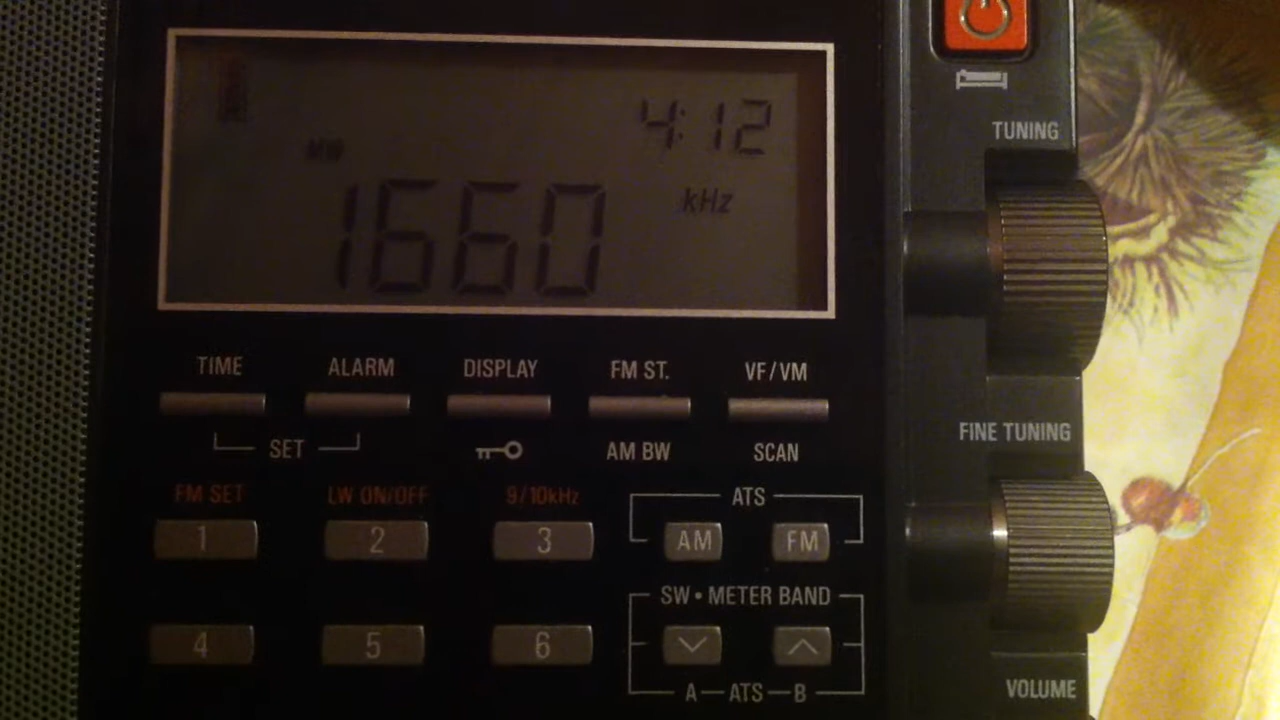 4:12
MW
1660 kHz
TUNING
TIME ALARM DISPLAY FM ST. VF/VM
SET AM BW SCAN
FINE TUNING
FM SET LW ON/OFF 9/10kHz ATS
1 2 3 AM FM
SW • METER BAND
4 5 6
A ATS B
VOLUME